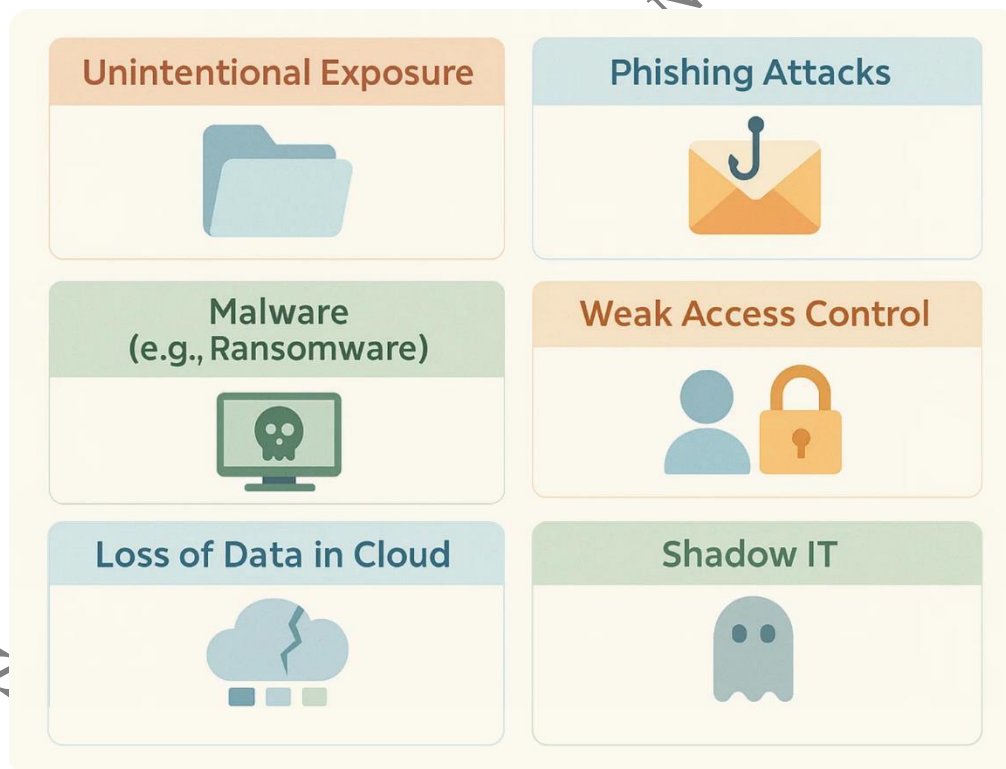 Unintentional Exposure
Phishing Attacks
Malware
(e.g., Ransomware)
Weak Access Control
Loss of Data in Cloud
Shadow IT